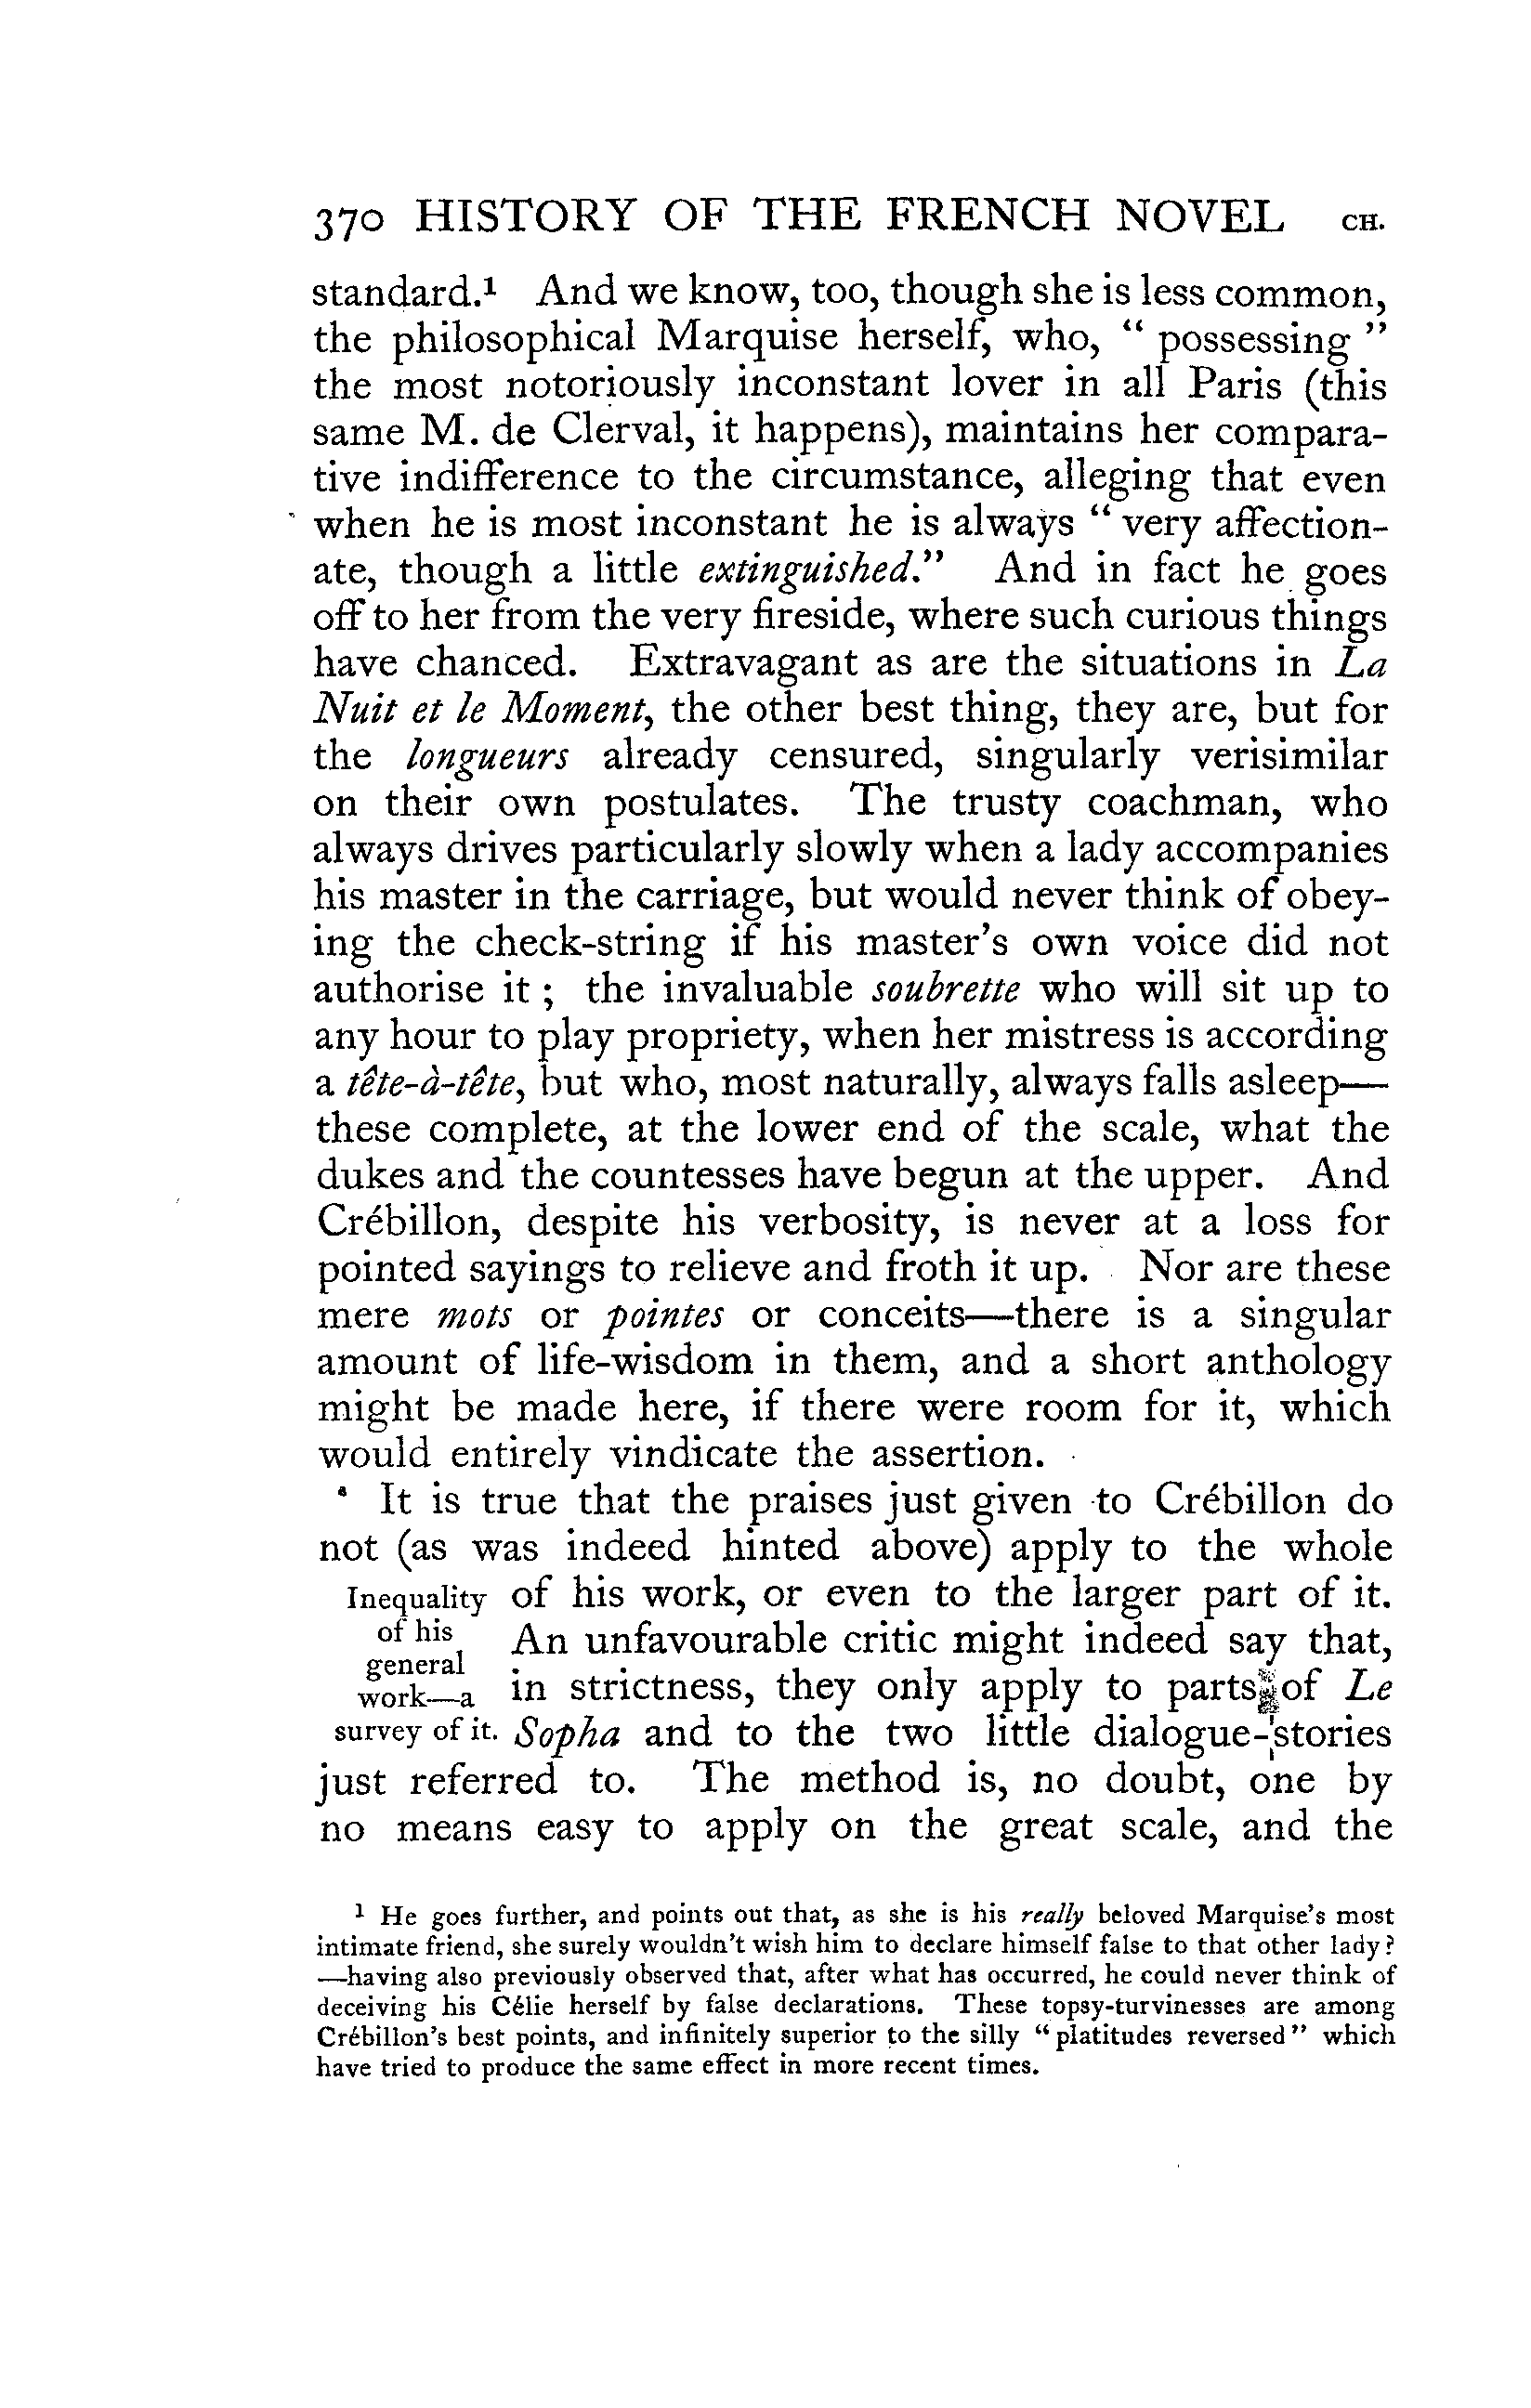 370 HISTORY OF THE FRENCH NOVEL CH.
standard.¹ And we know, too, though she is less common,
the philosophical Marquise herself, who, “ possessing ”
the most notoriously inconstant lover in all Paris (this
same M. de Clerval, it happens), maintains her compara-
tive indifference to the circumstance, alleging that even
when he is most inconstant he is always “ very affection-
ate, though a little extinguished.” And in fact he goes
off to her from the very fireside, where such curious things
have chanced. Extravagant as are the situations in La
Nuit et le Moment, the other best thing, they are, but for
the longueurs already censured, singularly verisimilar
on their own postulates. The trusty coachman, who
always drives particularly slowly when a lady accompanies
his master in the carriage, but would never think of obey-
ing the check-string if his master’s own voice did not
authorise it ; the invaluable soubrette who will sit up to
any hour to play propriety, when her mistress is according
a tête-à-tête, but who, most naturally, always falls asleep—
these complete, at the lower end of the scale, what the
dukes and the countesses have begun at the upper. And
Crébillon, despite his verbosity, is never at a loss for
pointed sayings to relieve and froth it up. Nor are these
mere mots or pointes or conceits—there is a singular
amount of life-wisdom in them, and a short anthology
might be made here, if there were room for it, which
would entirely vindicate the assertion.
It is true that the praises just given to Crébillon do
not (as was indeed hinted above) apply to the whole
Inequality of his work, or even to the larger part of it.
of his An unfavourable critic might indeed say that,
general
work—a in strictness, they only apply to parts of Le
survey of it. Sopha and to the two little dialogue-stories
just referred to. The method is, no doubt, one by
no means easy to apply on the great scale, and the
¹ He goes further, and points out that, as she is his really beloved Marquise’s most
intimate friend, she surely wouldn’t wish him to declare himself false to that other lady?
—having also previously observed that, after what has occurred, he could never think of
deceiving his Célie herself by false declarations. These topsy-turvinesses are among
Crébillon’s best points, and infinitely superior to the silly “ platitudes reversed ” which
have tried to produce the same effect in more recent times.